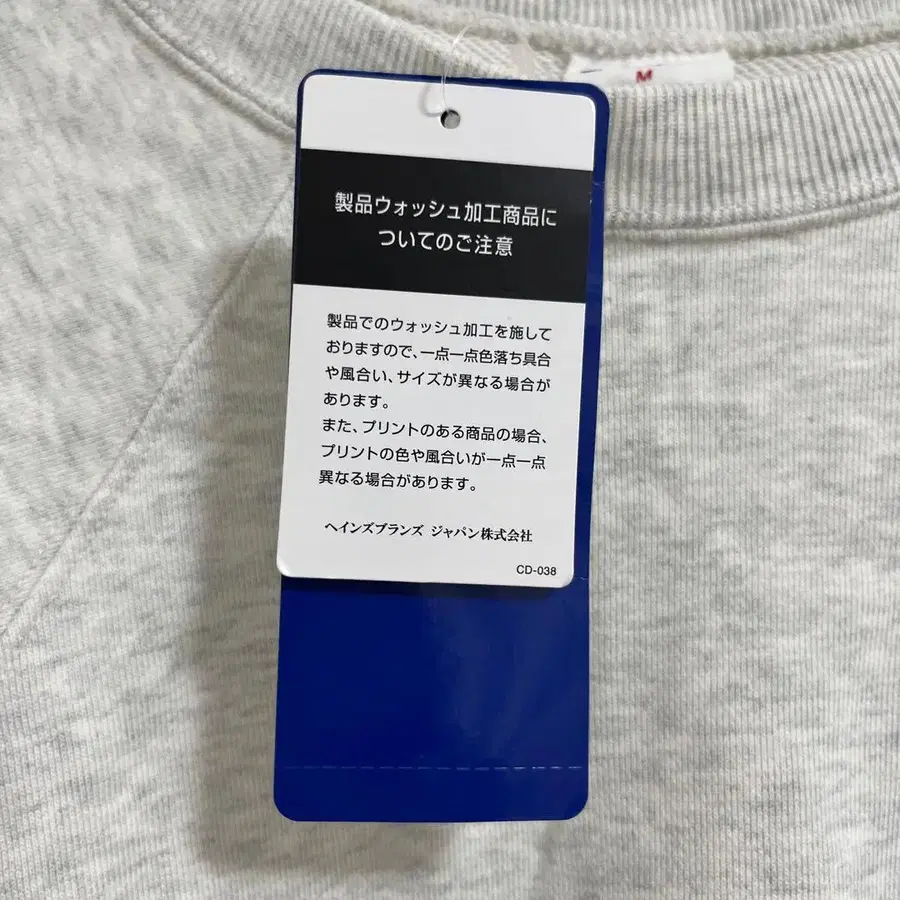 M
製品ウォッシュ加工商品に
ついてのご注意
製品でのウォッシュ加工を施して
おりますので、一点一点色落ち具合
や風合い、サイズが異なる場合が
あります。
また、プリントのある商品の場合、
プリントの色や風合いが一点一点
異なる場合があります。
ヘインズブランズ ジャパン株式会社
CD-038